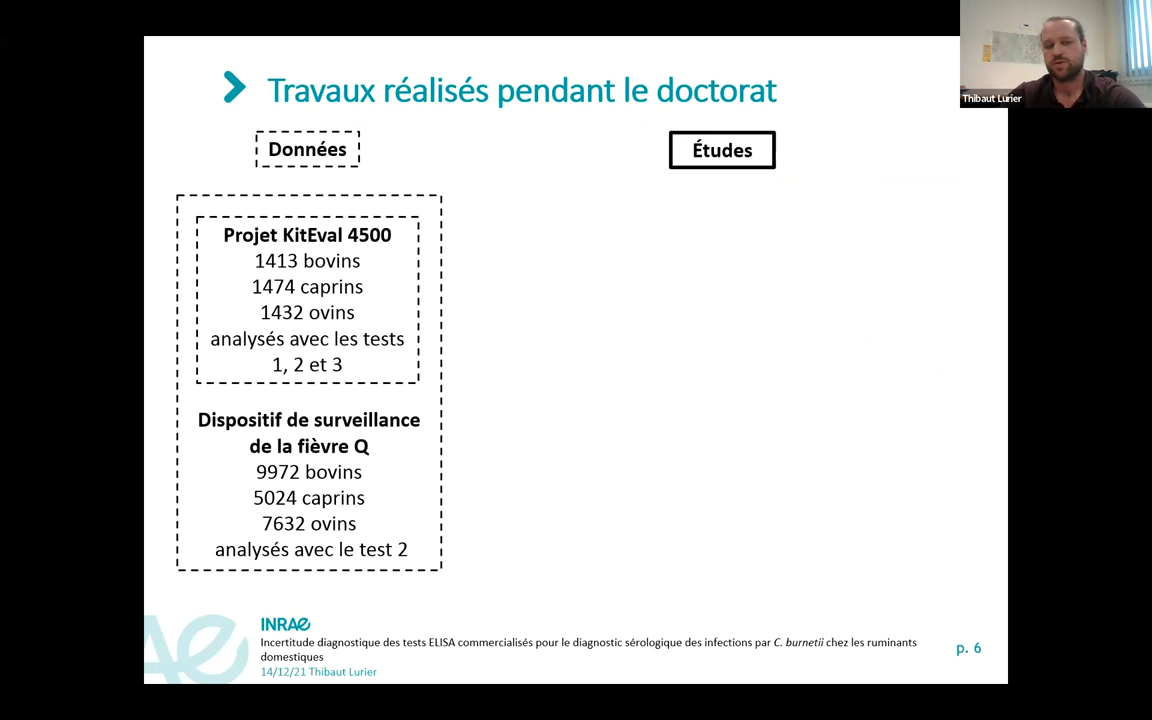 Travaux réalisés pendant le doctorat
Thibaut Lurier
Données
Études
Projet KitEval 4500
1413 bovins
1474 caprins
1432 ovins
analysés avec les tests
1, 2 et 3
Dispositif de surveillance
de la fièvre Q
9972 bovins
5024 caprins
7632 ovins
analysés avec le test 2
INRAE
Incertitude diagnostique des tests ELISA commercialisés pour le diagnostic sérologique des infections par C. burnetii chez les ruminants
domestiques
14/12/21 Thibaut Lurier
p. 6